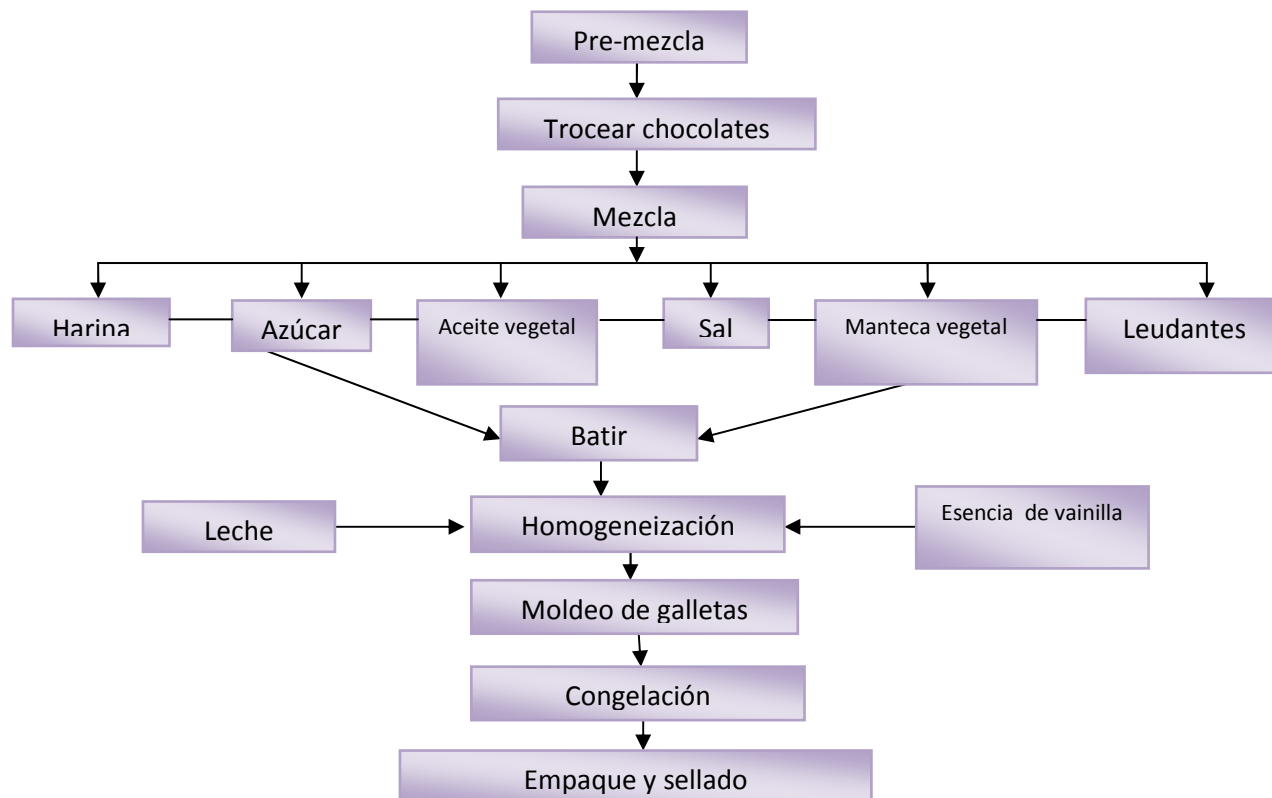 Pre-mezcla
Trocear chocolates
Mezcla
Harina
Azúcar
Aceite vegetal
Sal
Manteca vegetal
Leudantes
Batir
Leche
Homogeneización
Esencia de vainilla
Moldeo de galletas
Congelación
Empaque y sellado